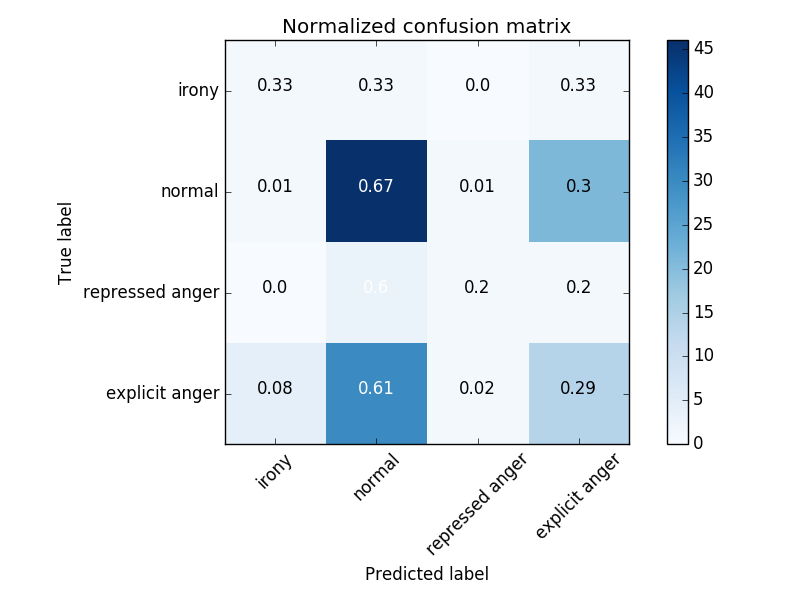 Normalized confusion matrix
True label
irony 0.33 0.33 0.0 0.33
normal 0.01 0.67 0.01 0.3
repressed anger 0.0 0.6 0.2 0.2
explicit anger 0.08 0.61 0.02 0.29
irony normal repressed anger explicit anger
Predicted label
45
40
35
30
25
20
15
10
5
0